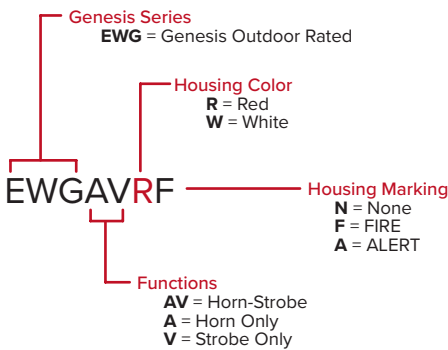 Genesis Series
EWG = Genesis Outdoor Rated
Housing Color
R = Red
W = White
EWGAVRF
Housing Marking
N = None
F = FIRE
A = ALERT
Functions
AV = Horn-Strobe
A = Horn Only
V = Strobe Only